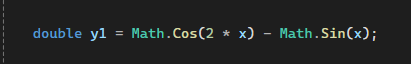 double y1 = Math.Cos(2 * x) - Math.Sin(x);